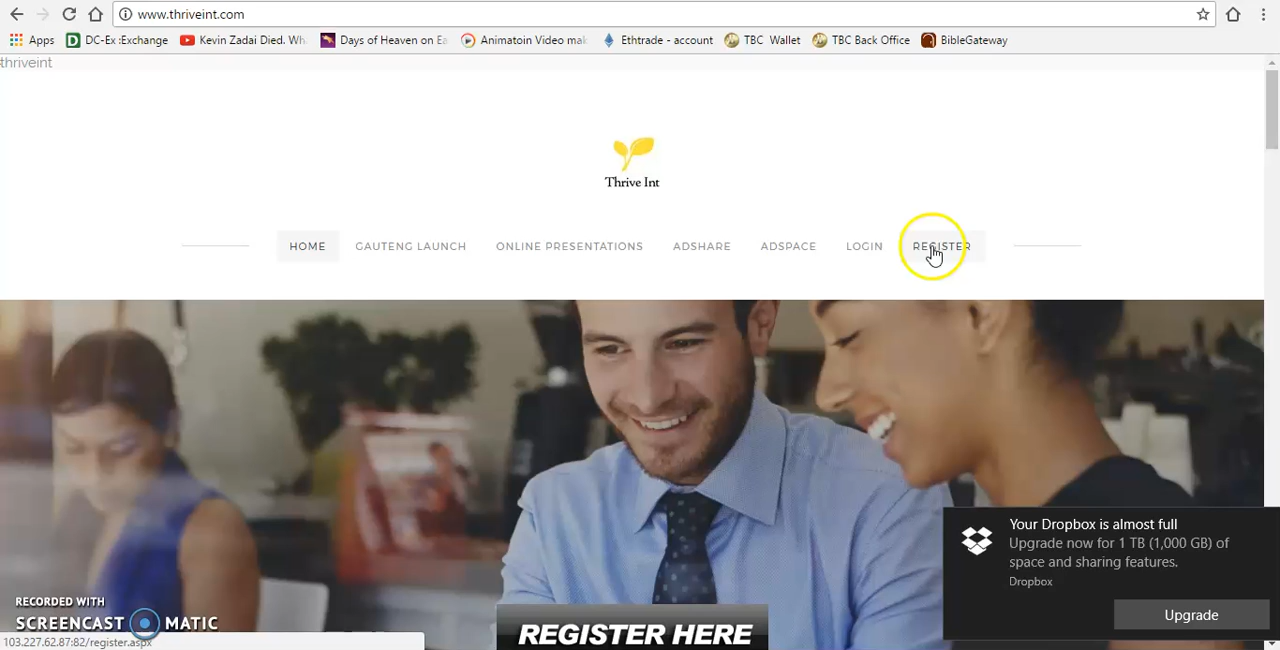 www.thriveint.com
Apps DC-Ex :Exchange Kevin Zadai Died. Wh Days of Heaven on Ea Animatoin Video mak Ethtrade - account TBC Wallet TBC Back Office BibleGateway
thriveint
Thrive Int
HOME GAUTENG LAUNCH ONLINE PRESENTATIONS ADSHARE ADSPACE LOGIN REGISTER
Your Dropbox is almost full
Upgrade now for 1 TB (1,000 GB) of
space and sharing features.
Dropbox
Upgrade
REGISTER HERE
RECORDED WITH
SCREENCAST MATIC
103.227.62.87:82/register.aspx